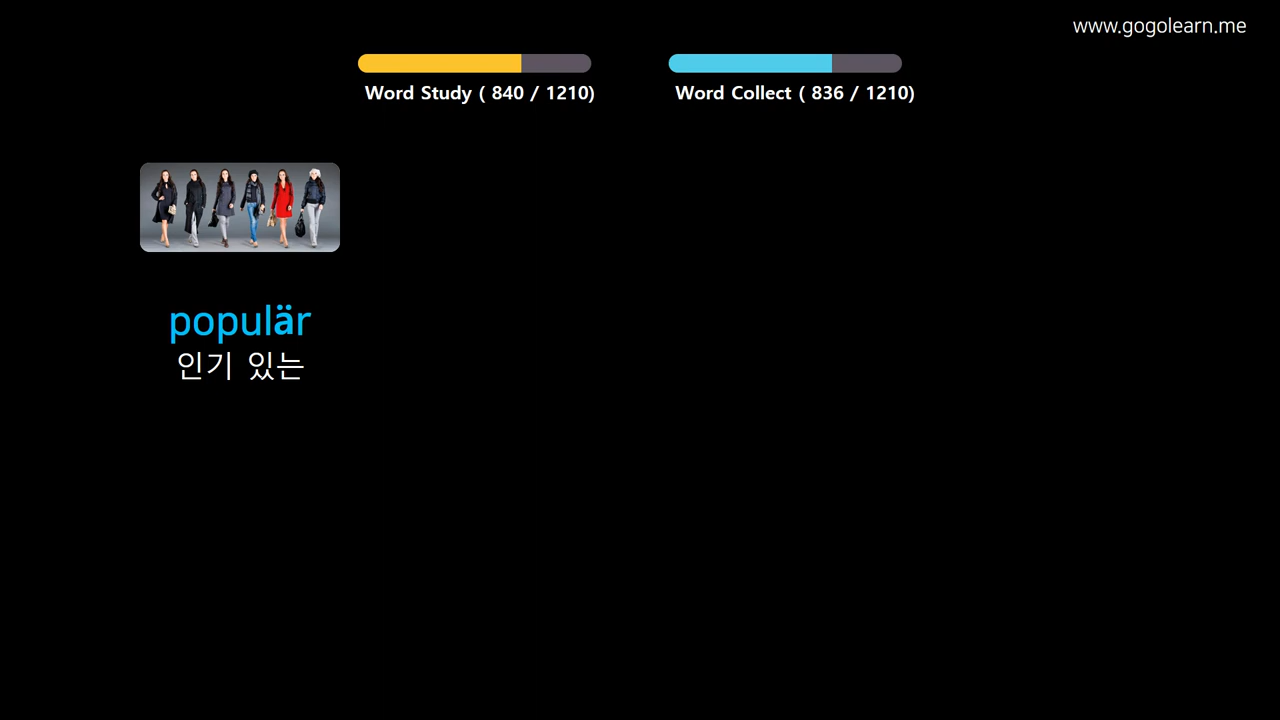 www.gogolearn.me
Word Study ( 840 / 1210)
Word Collect ( 836 / 1210)
populär
인기 있는